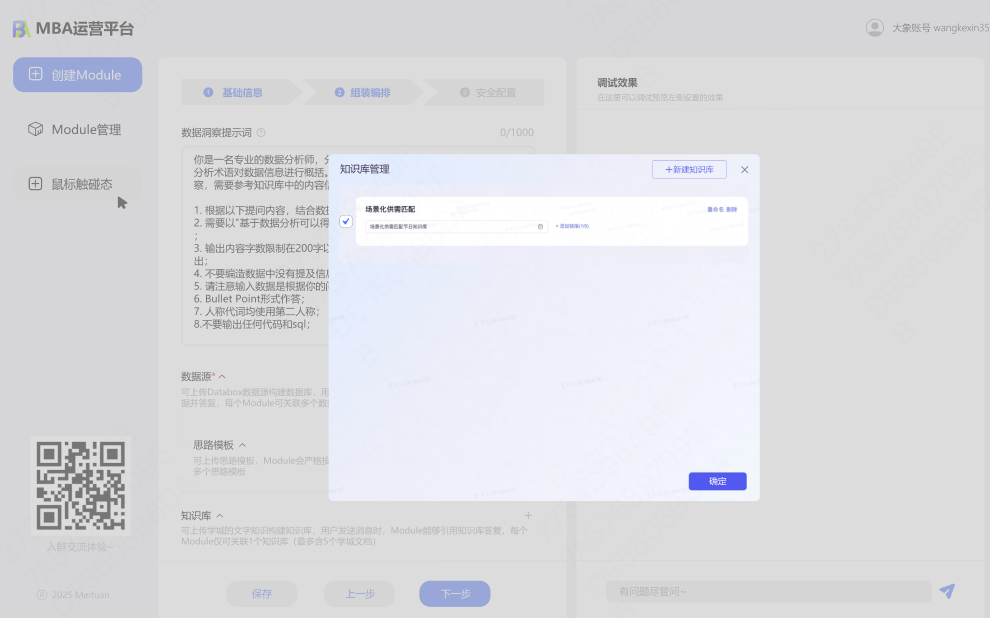 MBA运营平台
大象账号 wangkexin35
创建Module
Module管理
鼠标触碰态
1 基础信息
2 组装编排
3 安全配置
数据洞察提示词
0/1000
你是一名专业的数据分析师,
分析术语对数据信息进行概括。
察, 需要参考知识库中的内容
1. 根据以下提问内容, 结合数
2. 需要以"基于数据分析可以得
;
3. 输出内容字数限制在200字以
出;
4. 不要编造数据中没有提及信息
5. 请注意输入数据是根据你的
6. Bullet Point形式作答;
7. 人称代词均使用第二人称;
8.不要输出任何代码和sql;
数据源* 
可上传Databox数据源构建数据库, 用
据并答复, 每个Module可关联多个数
思路模板
可上传思路模板, Module会严格按
多个思路模板
知识库
+
可上传学城的文字知识构建知识库, 用户发送消息时, Module能够引用知识库答复, 每个
Module仅可关联1个知识库 (最多含5个学城文档)
保存
上一步
下一步
知识库管理
+新建知识库
场景化供需匹配
重命名 删除
场景化供需匹配节日知识库
+ 添加链接(1/5)
确定
调试效果
在这里可以调试预览左侧设置的效果
有问题尽管问~
入群交流体验~
2025 Meituan